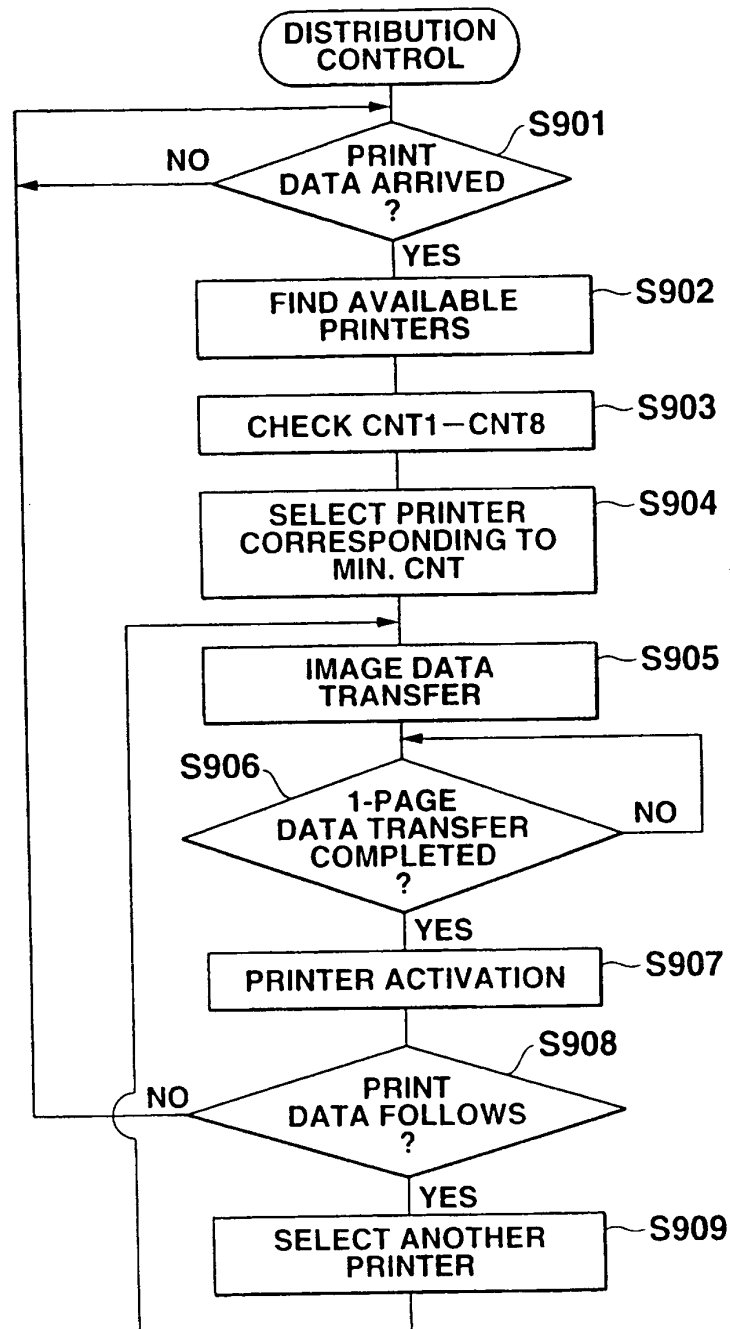 DISTRIBUTION
CONTROL
S901
NO
PRINT
DATA ARRIVED
?
YES
FIND AVAILABLE
PRINTERS
S902
CHECK CNT1–CNT8
S903
SELECT PRINTER
CORRESPONDING TO
MIN. CNT
S904
IMAGE DATA
TRANSFER
S905
S906
1-PAGE
DATA TRANSFER
COMPLETED
?
NO
YES
PRINTER ACTIVATION
S907
S908
NO
PRINT
DATA FOLLOWS
?
YES
SELECT ANOTHER
PRINTER
S909